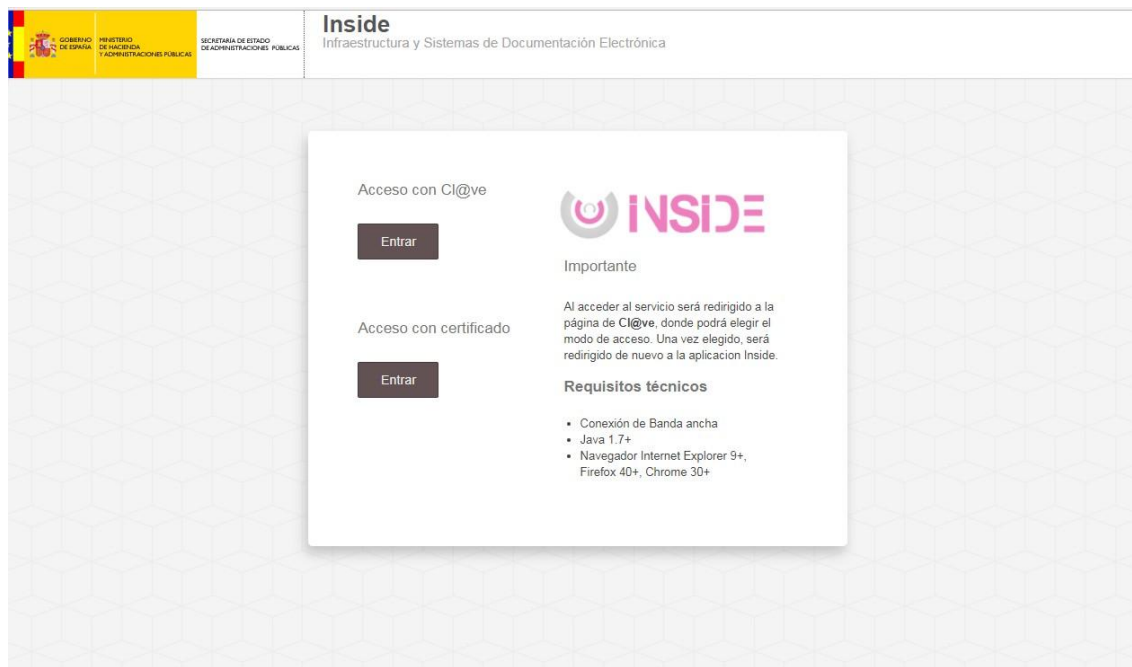 GOBIERNO
DE ESPAÑA
MINISTERIO
DE HACIENDA
Y ADMINISTRACIONES PÚBLICAS
SECRETARÍA DE ESTADO
DE ADMINISTRACIONES PÚBLICAS
Inside
Infraestructura y Sistemas de Documentación Electrónica
Acceso con Cl@ve
Entrar
Acceso con certificado
Entrar
INSIDE
Importante
Al acceder al servicio será redirigido a la
página de Cl@ve, donde podrá elegir el
modo de acceso. Una vez elegido, será
redirigido de nuevo a la aplicacion Inside.
Requisitos técnicos
• Conexión de Banda ancha
• Java 1.7+
• Navegador Internet Explorer 9+,
Firefox 40+, Chrome 30+